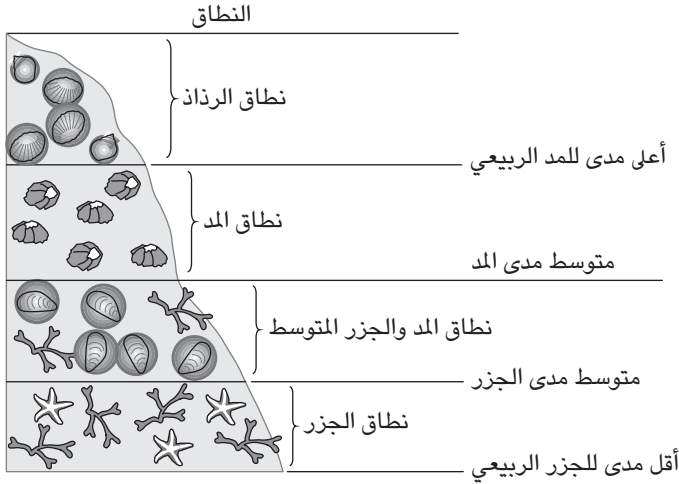 النطاق
نطاق الرذاذ
أعلى مدى للمد الربيعي
نطاق المد
متوسط مدى المد
نطاق المد والجزر المتوسط
متوسط مدى الجزر
نطاق الجزر
أقل مدى للجزر الربيعي